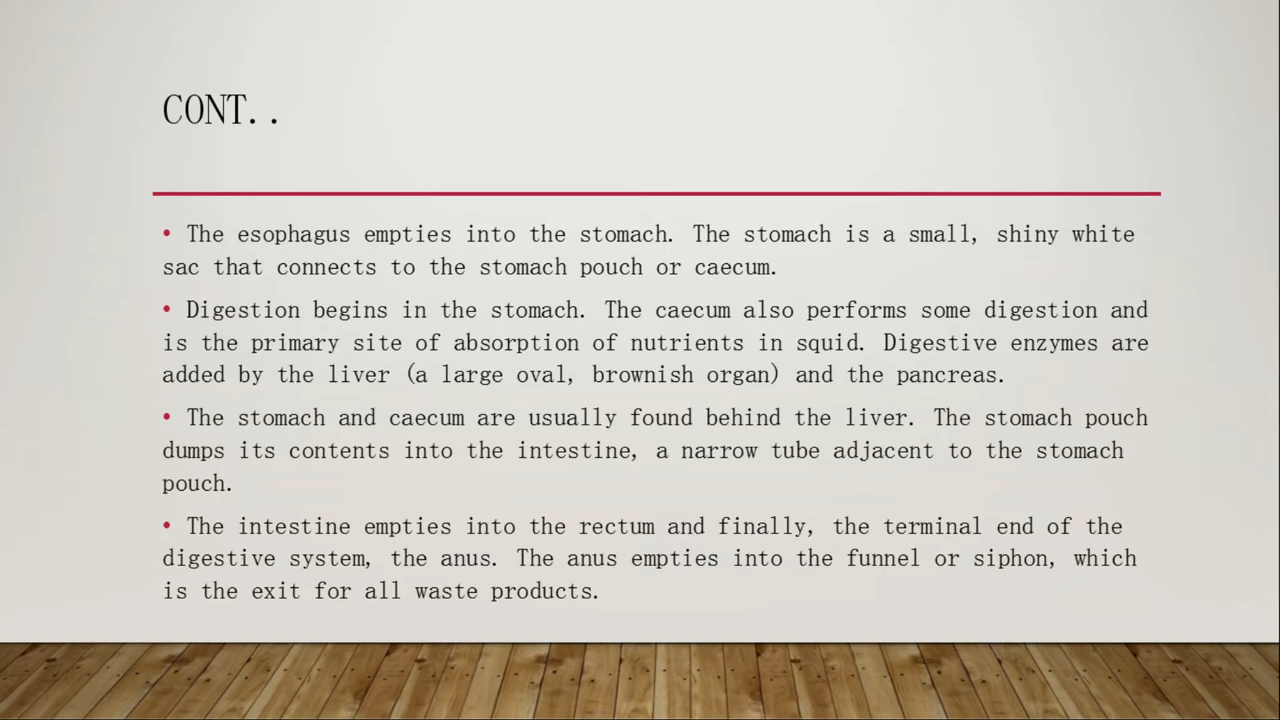 CONT..
• The esophagus empties into the stomach. The stomach is a small, shiny white
sac that connects to the stomach pouch or caecum.
• Digestion begins in the stomach. The caecum also performs some digestion and
is the primary site of absorption of nutrients in squid. Digestive enzymes are
added by the liver (a large oval, brownish organ) and the pancreas.
• The stomach and caecum are usually found behind the liver. The stomach pouch
dumps its contents into the intestine, a narrow tube adjacent to the stomach
pouch.
• The intestine empties into the rectum and finally, the terminal end of the
digestive system, the anus. The anus empties into the funnel or siphon, which
is the exit for all waste products.